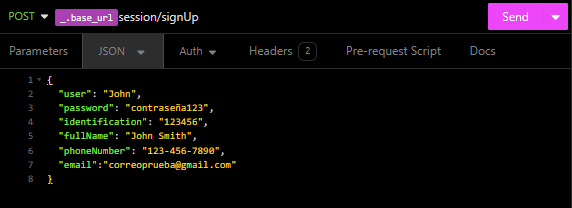 POST _.base_url session/signUp Send
Parameters JSON Auth Headers 2 Pre-request Script Docs
1 {
2 "user": "John",
3 "password": "contraseña123",
4 "identification": "123456",
5 "fullName": "John Smith",
6 "phoneNumber": "123-456-7890",
7 "email":"correoprueba@gmail.com"
8 }